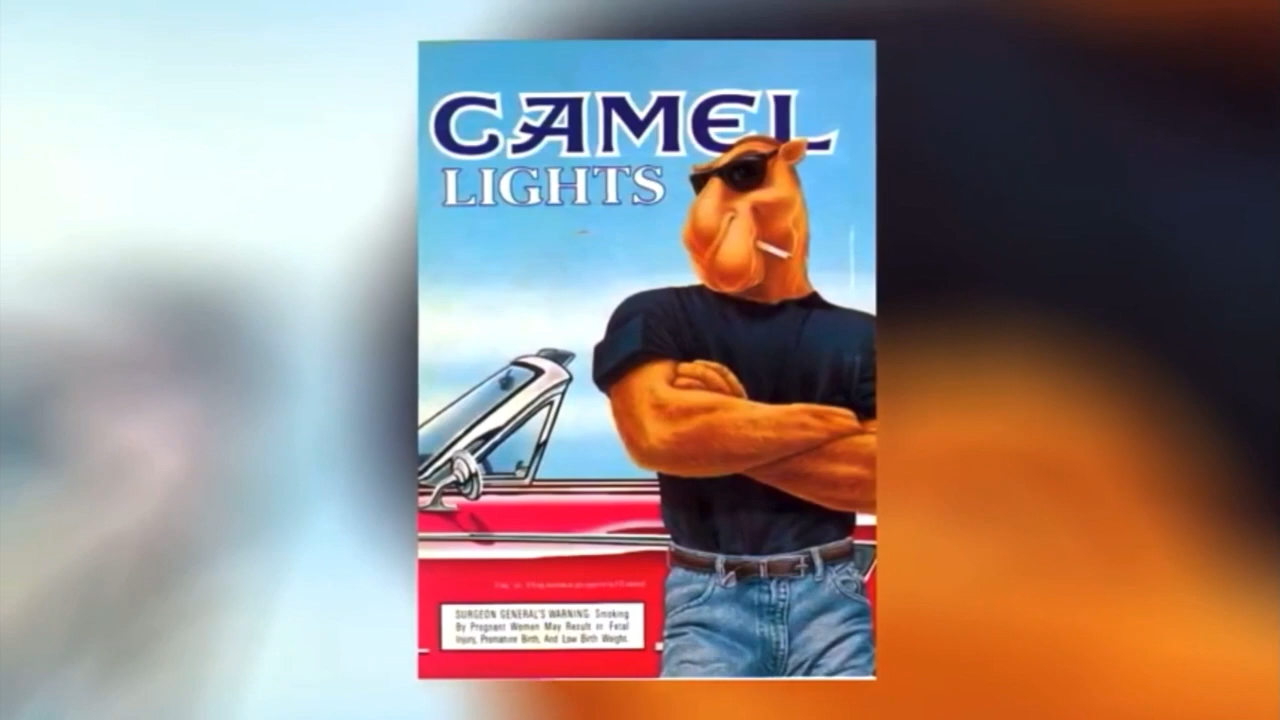 CAMEL
LIGHTS
SURGEON GENERAL'S WARNING: Smoking
By Pregnant Women May Result in Fetal
Injury, Premature Birth, And Low Birth Weight.